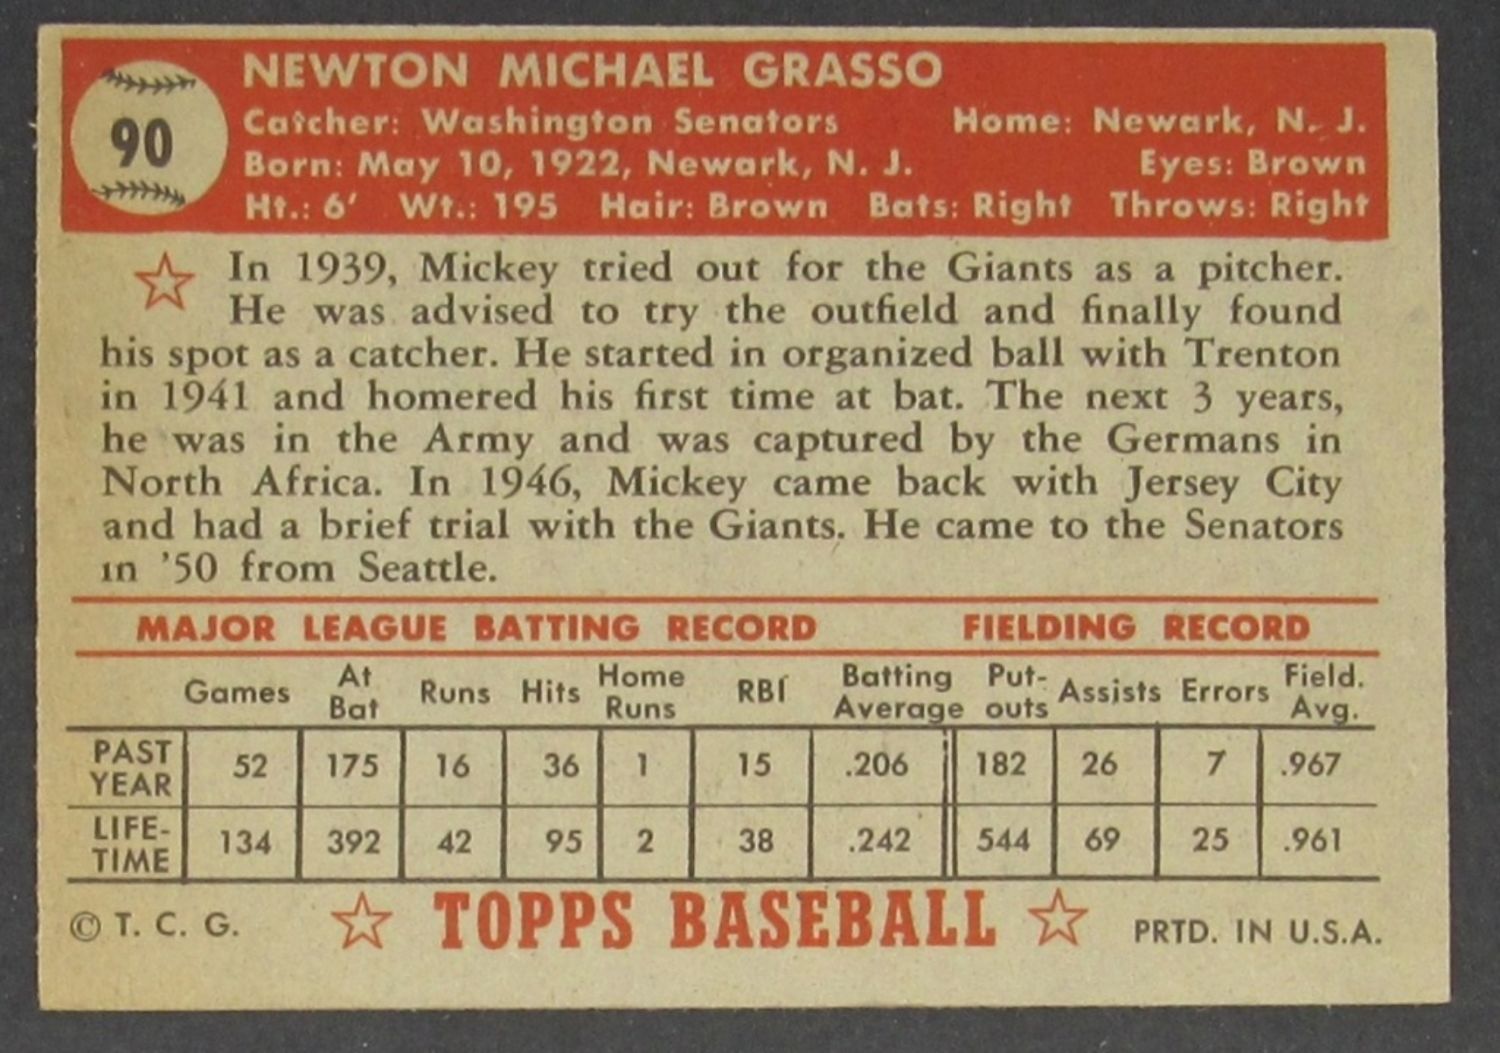 90
NEWTON MICHAEL GRASSO
Catcher: Washington Senators Home: Newark, N. J.
Born: May 10, 1922, Newark, N. J. Eyes: Brown
Ht.: 6' Wt.: 195 Hair: Brown Bats: Right Throws: Right
In 1939, Mickey tried out for the Giants as a pitcher.
He was advised to try the outfield and finally found
his spot as a catcher. He started in organized ball with Trenton
in 1941 and homered his first time at bat. The next 3 years,
he was in the Army and was captured by the Germans in
North Africa. In 1946, Mickey came back with Jersey City
and had a brief trial with the Giants. He came to the Senators
in '50 from Seattle.
MAJOR LEAGUE BATTING RECORD FIELDING RECORD
Games At Bat Runs Hits Home Runs RBI Batting Average Put-outs Assists Errors Field. Avg.
PAST YEAR 52 175 16 36 1 15 .206 182 26 7 .967
LIFE-TIME 134 392 42 95 2 38 .242 544 69 25 .961
© T. C. G. TOPPS BASEBALL PRTD. IN U.S.A.